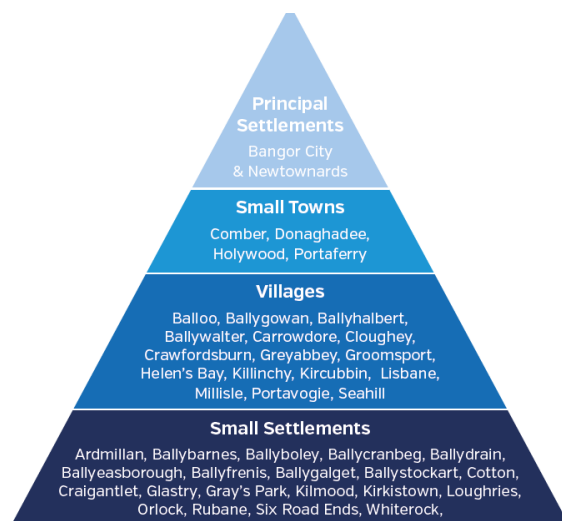 Principal
Settlements
Bangor City
& Newtownards
Small Towns
Comber, Donaghadee,
Holywood, Portaferry
Villages
Balloo, Ballygowan, Ballyhalbert,
Ballywalter, Carrowdore, Cloughey,
Crawfordsburn, Greyabbey, Groomsport,
Helen's Bay, Killinchy, Kircubbin, Lisbane,
Millisle, Portavogie, Seahill
Small Settlements
Ardmillan, Ballybarnes, Ballyboley, Ballycranbeg, Ballydrain,
Ballyeasborough, Ballyfrenis, Ballygalget, Ballystockart, Cotton,
Craigantlet, Glastry, Gray's Park, Kilmood, Kirkistown, Loughries,
Orlock, Rubane, Six Road Ends, Whiterock,